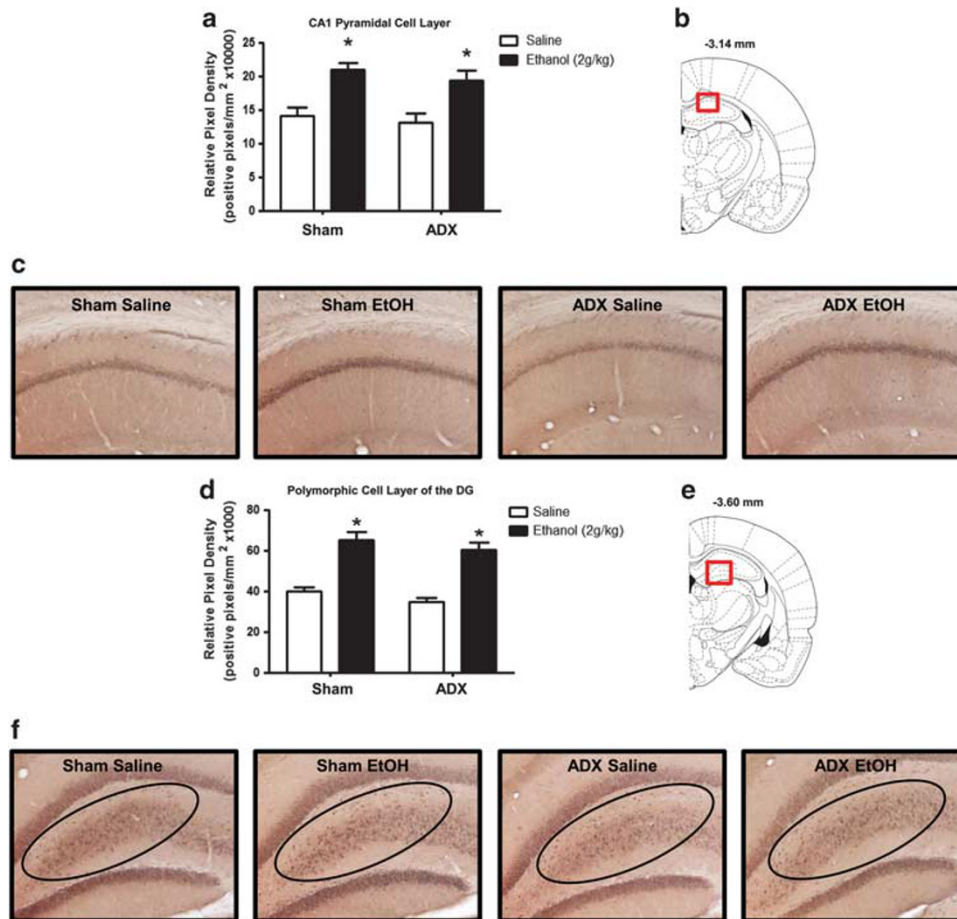 a
CA1 Pyramidal Cell Layer
Relative Pixel Density
(positive pixels/mm ² x10000)
25
20
15
10
5
0
*
*
Saline
Ethanol (2g/kg)
Sham
ADX
b
-3.14 mm
c
Sham Saline
Sham EtOH
ADX Saline
ADX EtOH
d
Polymorphic Cell Layer of the DG
Relative Pixel Density
(positive pixels/mm ² x1000)
80
60
40
20
0
*
*
Saline
Ethanol (2g/kg)
Sham
ADX
e
-3.60 mm
f
Sham Saline
Sham EtOH
ADX Saline
ADX EtOH